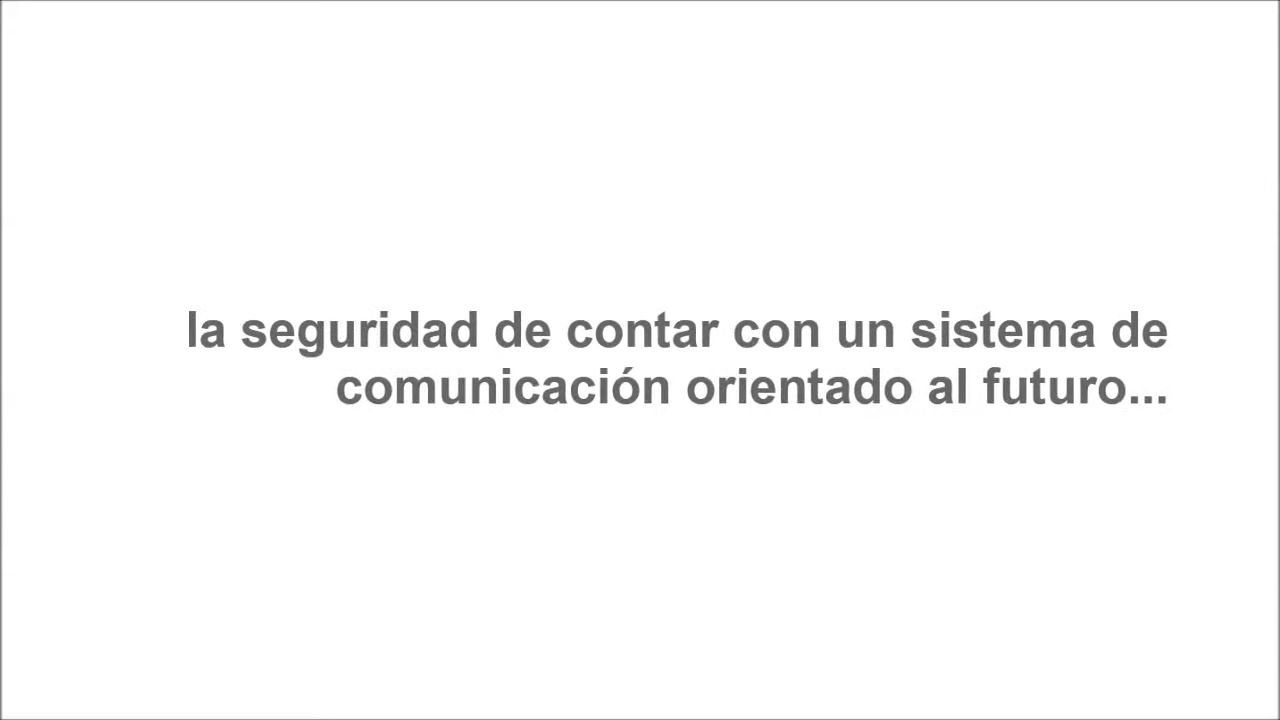 la seguridad de contar con un sistema de
comunicación orientado al futuro...